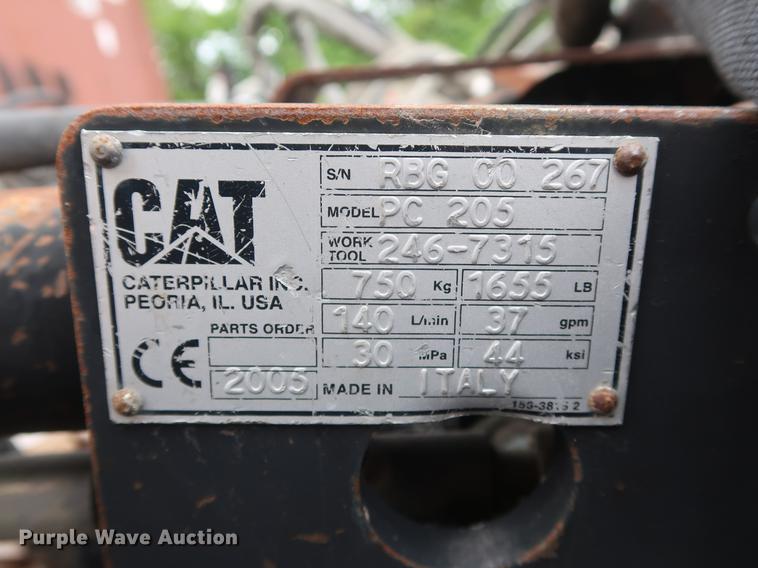 CAT
CATERPILLAR INC.
PEORIA, IL. USA
PARTS ORDER
CE
2005
S/N RBG 00 267
MODEL PC 205
WORK TOOL 246-7315
750 Kg 1655 LB
140 L/min 37 gpm
30 MPa 44 ksi
MADE IN ITALY
Purple Wave Auction